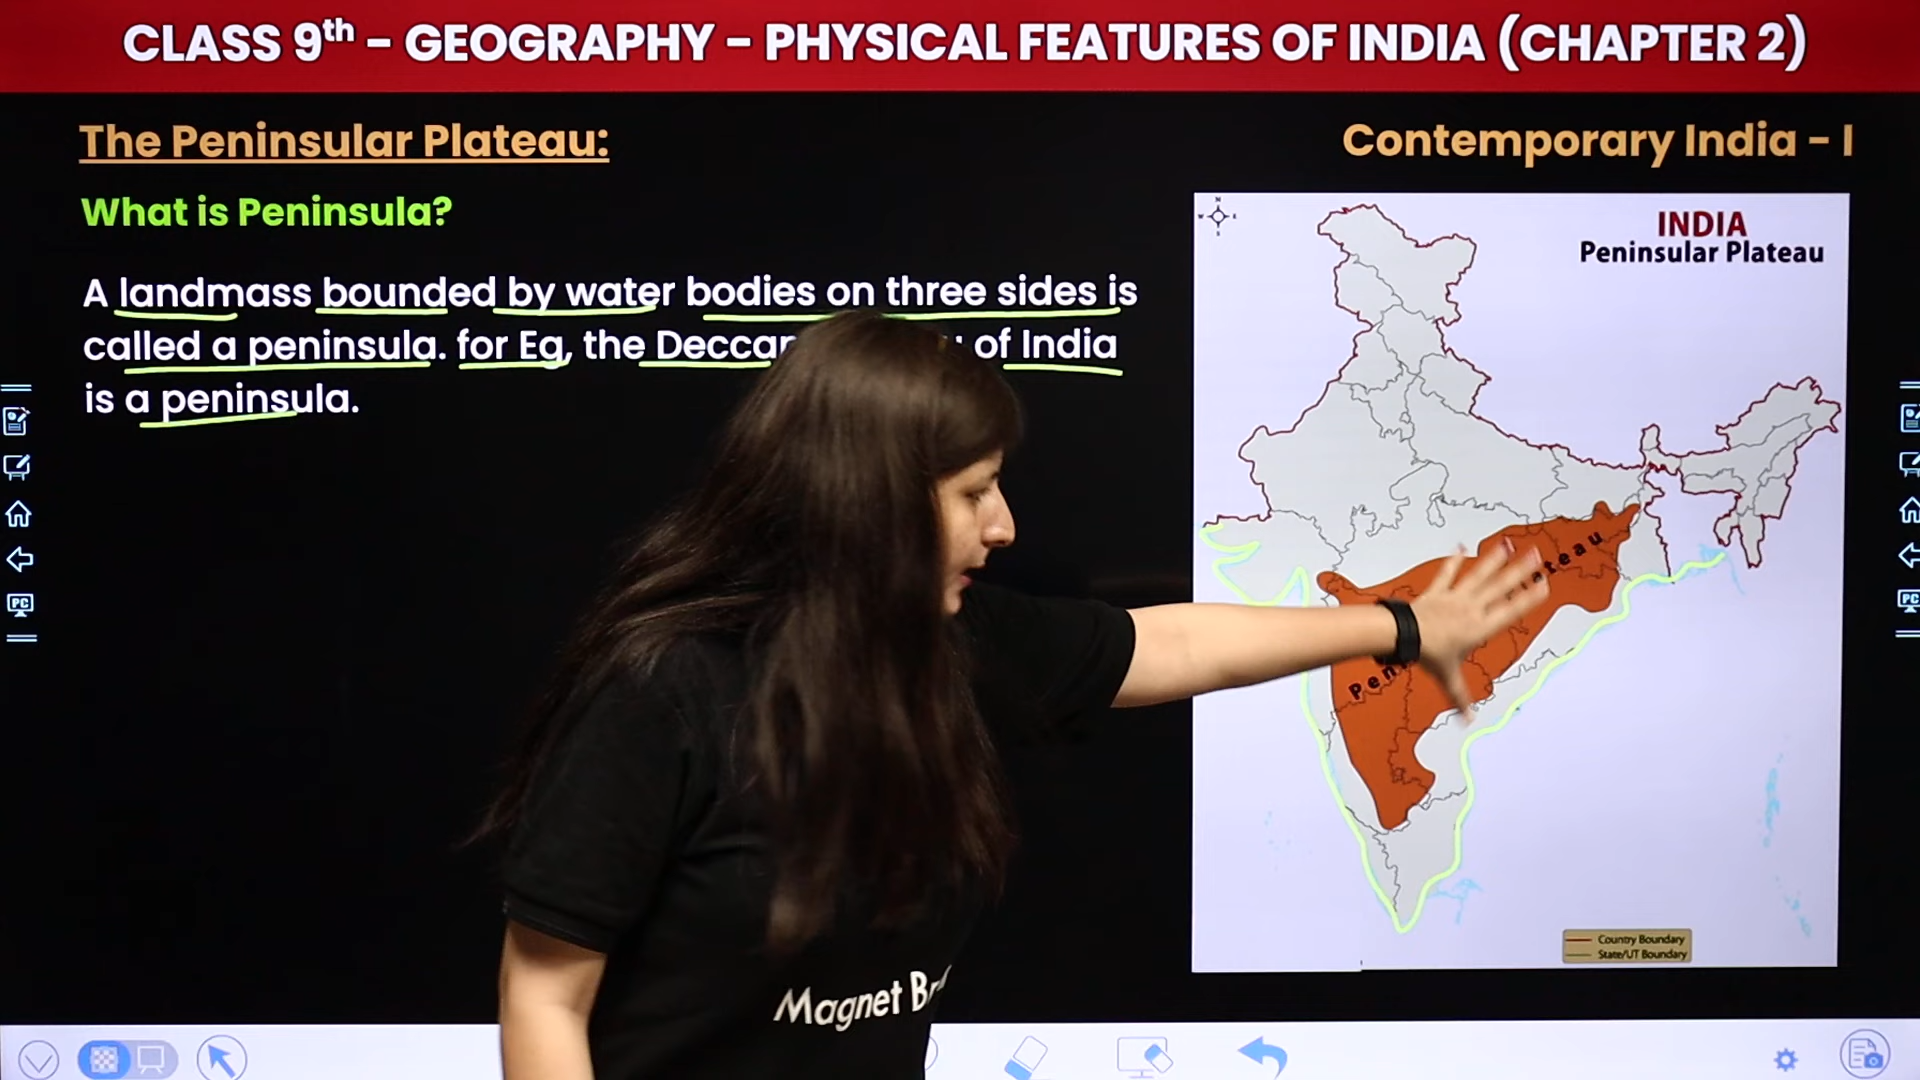 CLASS 9th - GEOGRAPHY - PHYSICAL FEATURES OF INDIA (CHAPTER 2)
The Peninsular Plateau:
Contemporary India - I
What is Peninsula?
A landmass bounded by water bodies on three sides is
called a peninsula. for Eg, the of India
is a peninsula.
N
W E
S
INDIA
Peninsular Plateau
Country Boundary
State/UT Boundary
Magnet
PC
PC